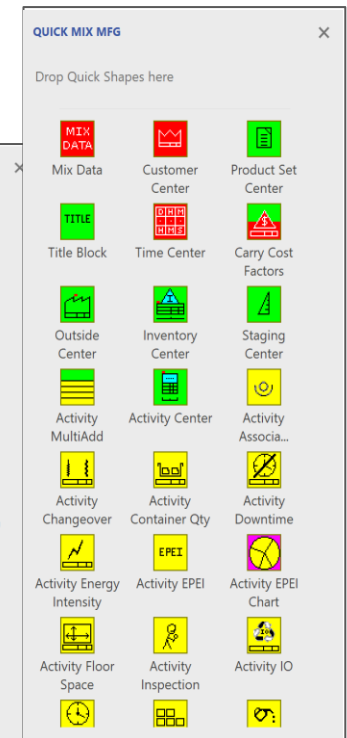 QUICK MIX MFG
Drop Quick Shapes here
MIX
DATA
Mix Data
Customer
Center
Product Set
Center
TITLE
Title Block
D H M
H M S
Time Center
Carry Cost
Factors
Outside
Center
I
Inventory
Center
Staging
Center
Activity
MultiAdd
Activity Center
Activity
Associa...
Activity
Changeover
Activity
Container Qty
Activity
Downtime
Activity Energy
Intensity
EPEI
Activity EPEI
Activity EPEI
Chart
Activity Floor
Space
Activity
Inspection
Activity IO